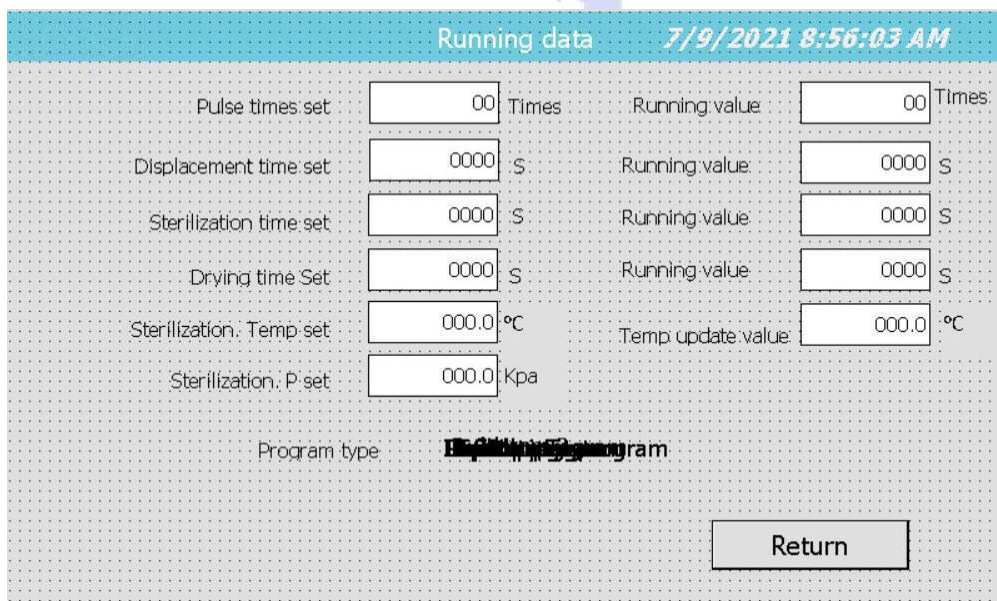 Running data 7/9/2021 8:56:03 AM
Pulse times set 00 Times Running value 00 Times
Displacement time set 0000 S Running value 0000 S
Sterilization time set 0000 S Running value 0000 S
Drying time Set 0000 S Running value 0000 S
Sterilization. Temp set 000.0 ℃ Temp update value 000.0 ℃
Sterilization. P set 000.0 Kpa
Program type
Return